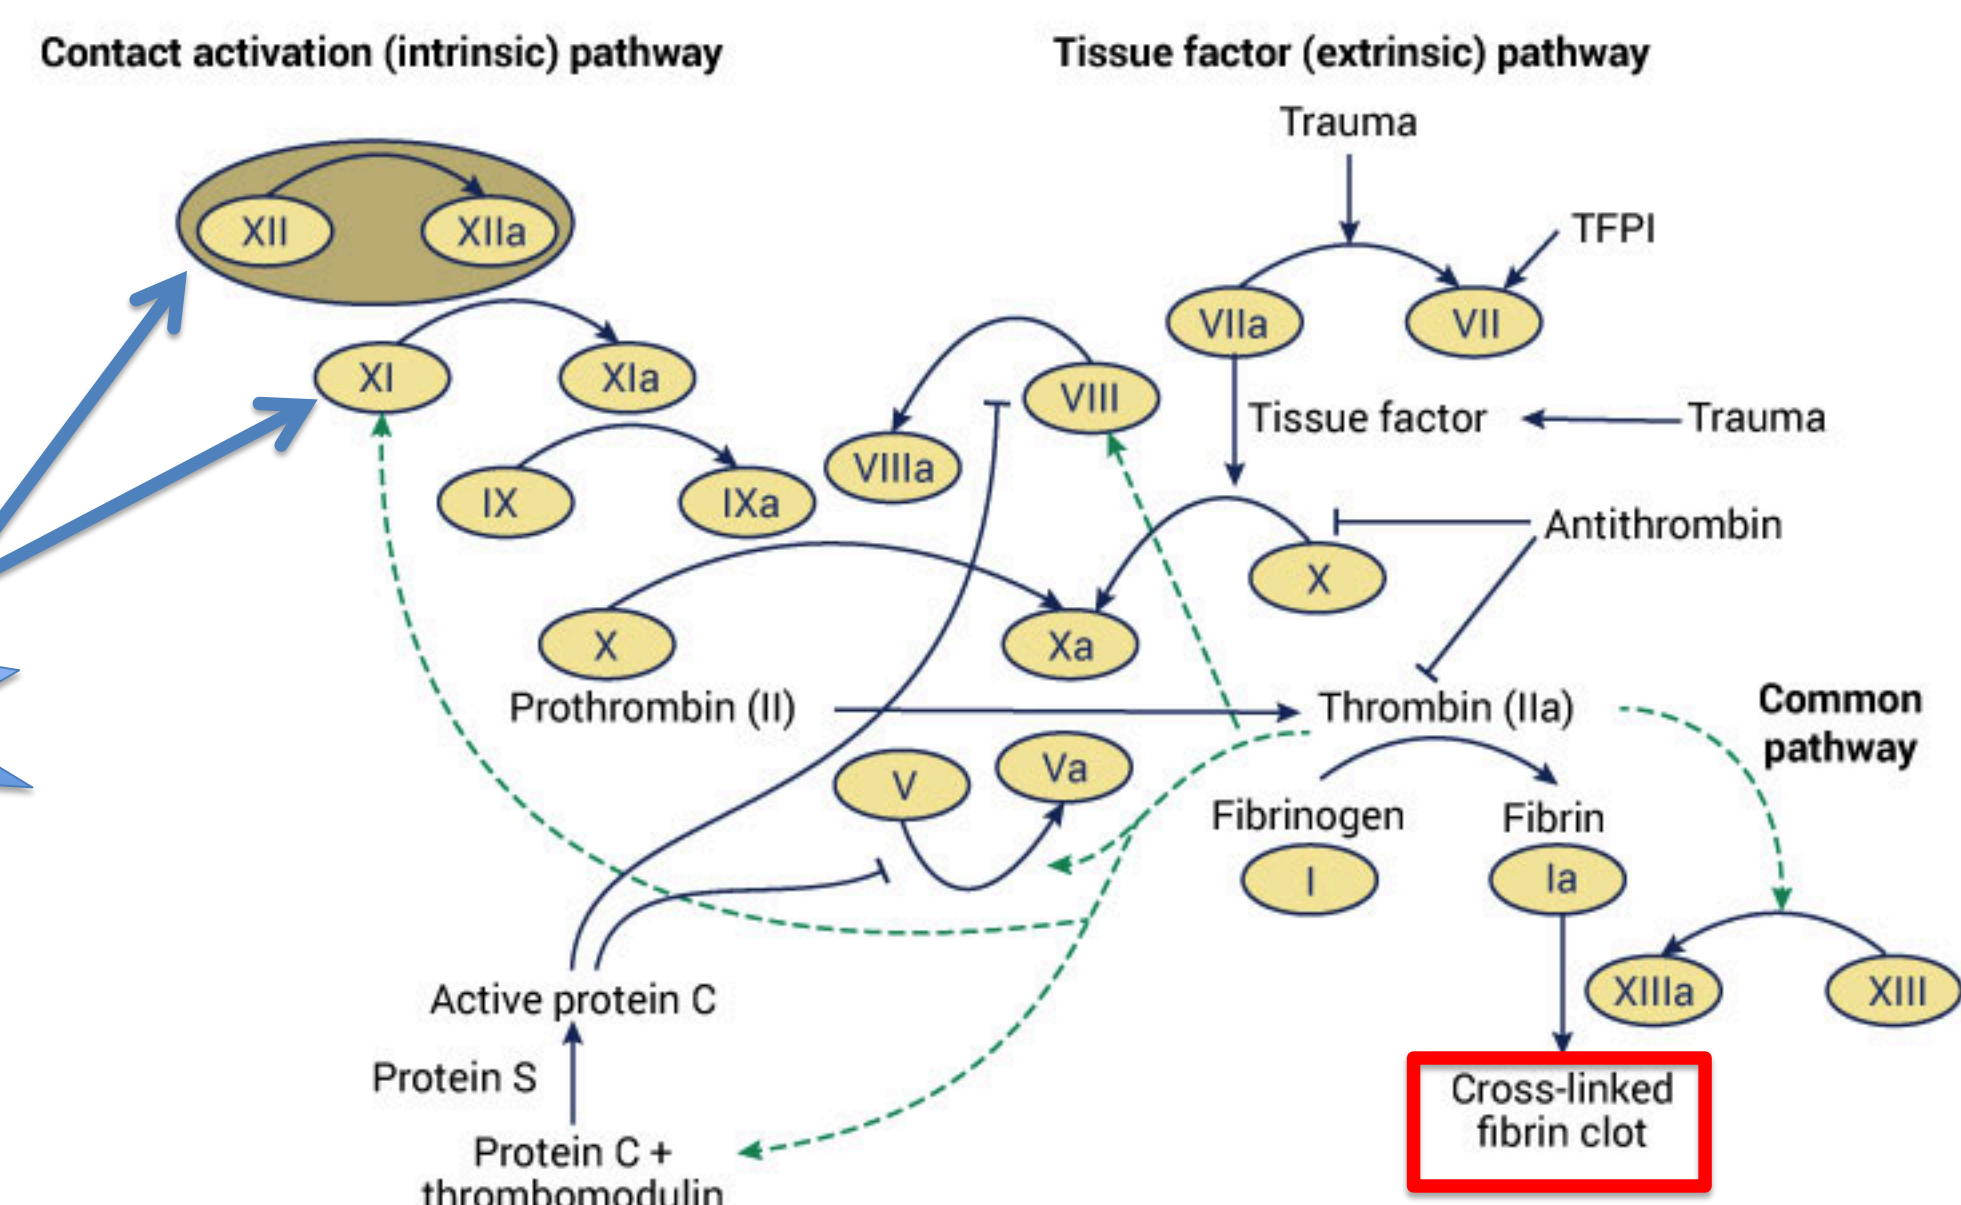 Contact activation (intrinsic) pathway
Tissue factor (extrinsic) pathway
Trauma
XII
XIIa
TFPI
VIIa
VII
XI
XIa
VIII
Tissue factor
Trauma
VIIIa
IX
IXa
Antithrombin
X
X
Xa
Prothrombin (II)
Thrombin (IIa)
Common
pathway
V
Va
Fibrinogen
Fibrin
I
Ia
XIIIa
XIII
Active protein C
Protein S
Cross-linked
fibrin clot
Protein C +
thrombomodulin